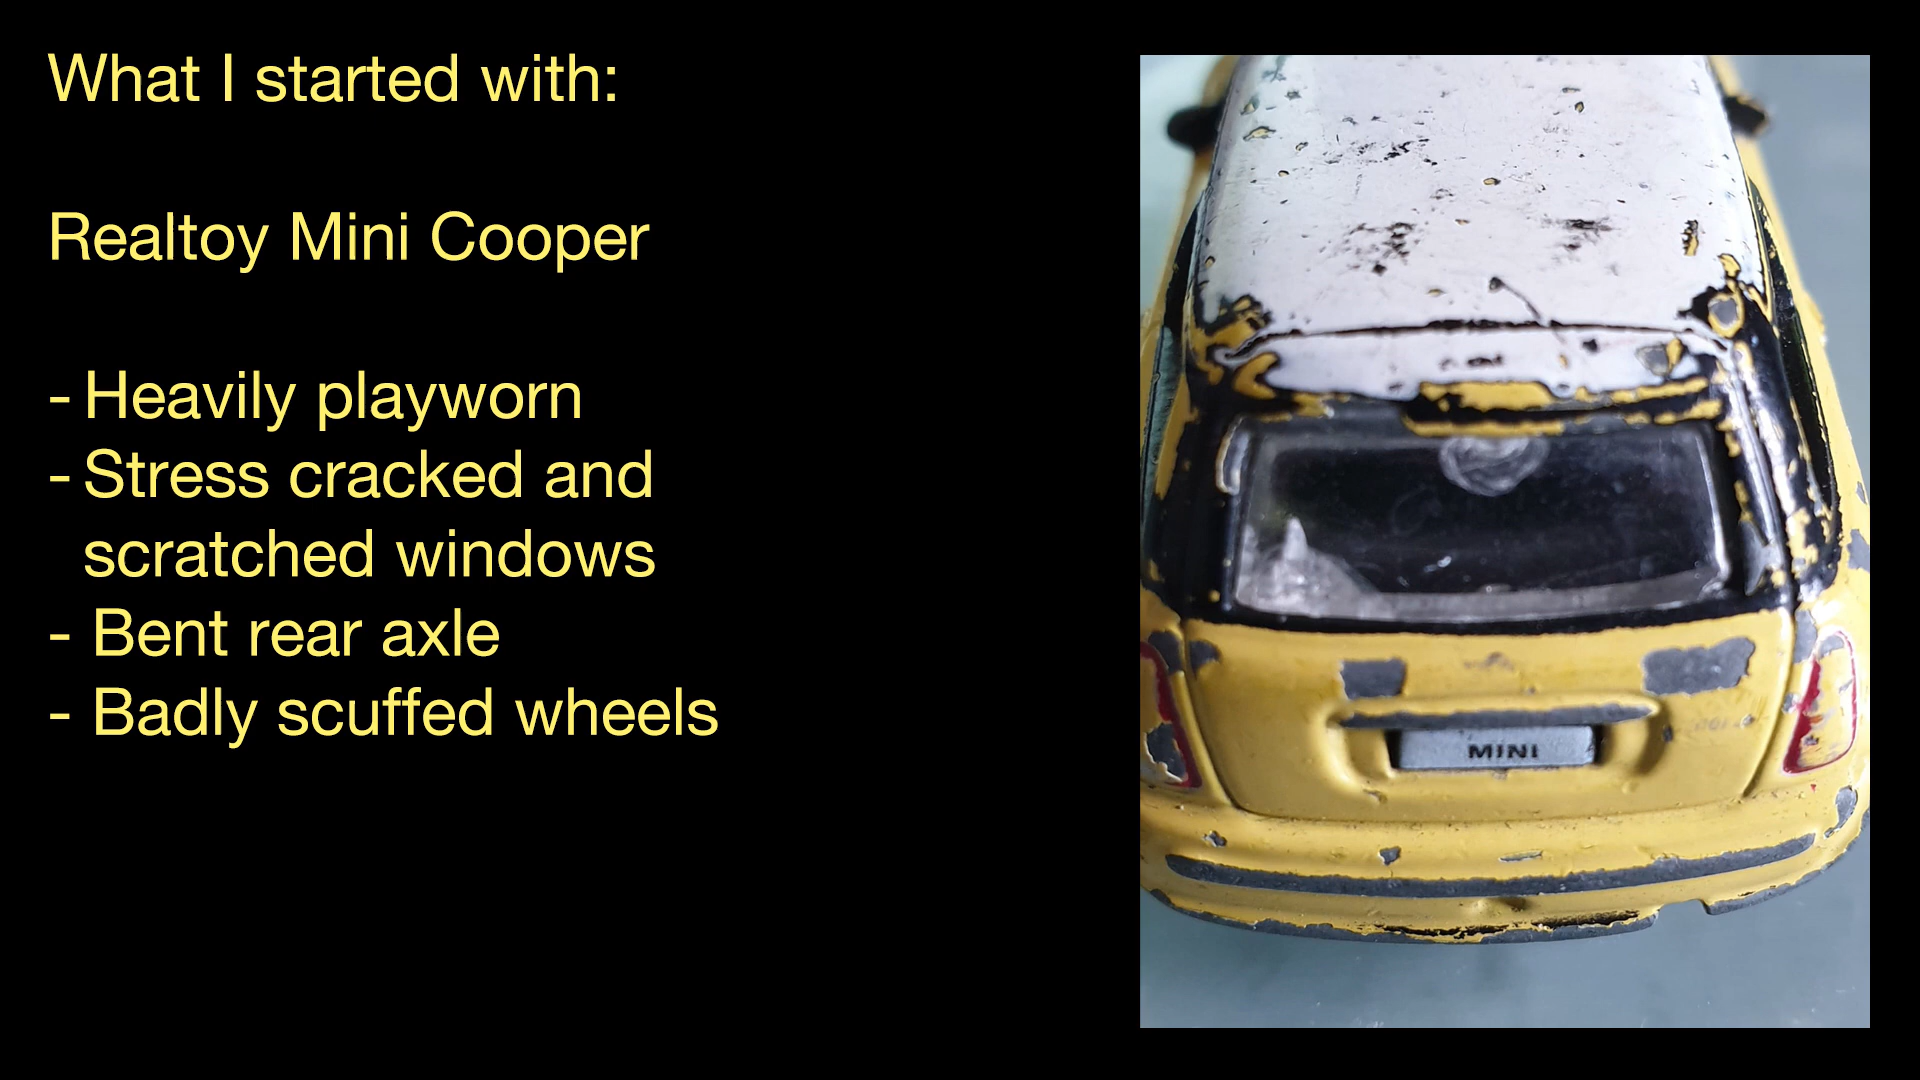 What I started with:
Realtoy Mini Cooper
- Heavily playworn
- Stress cracked and
scratched windows
- Bent rear axle
- Badly scuffed wheels
MINI